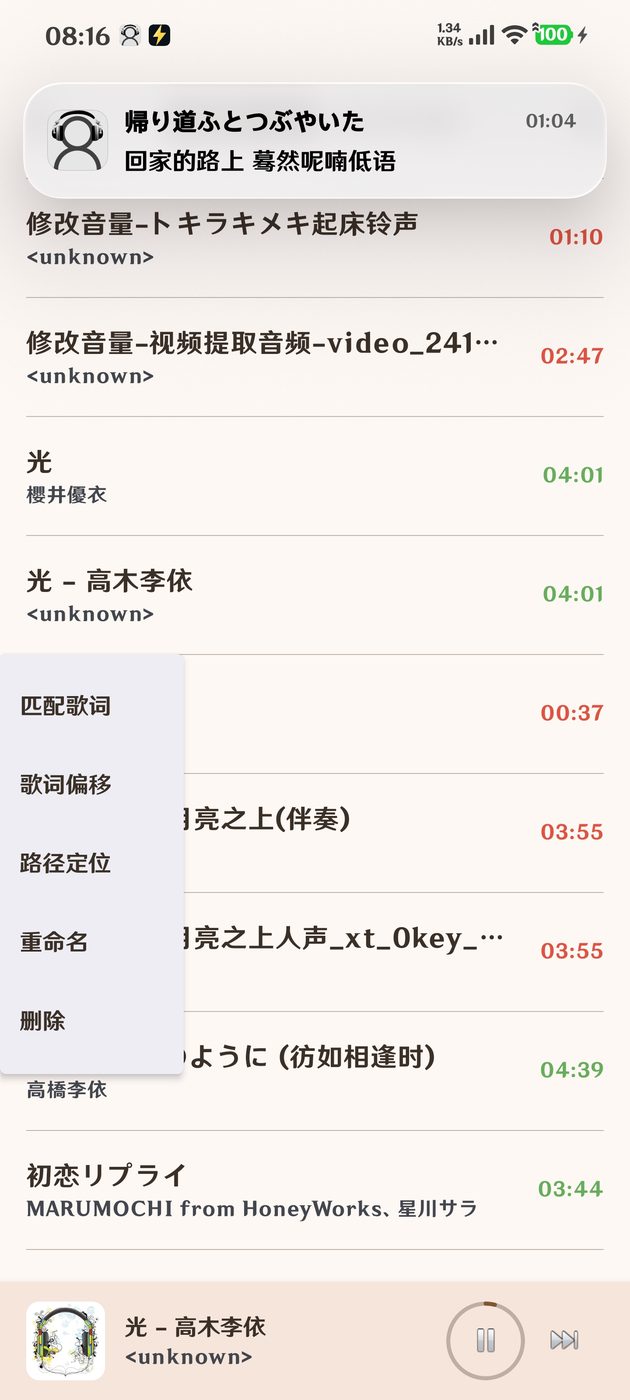 08:16
1.34
KB/s
100
帰り道ふとつぶやいた
01:04
回家的路上 蓦然呢喃低语
修改音量-トキラキメキ起床铃声
<unknown>
01:10
修改音量-视频提取音频-video_241…
<unknown>
02:47
光
櫻井優衣
04:01
光 - 高木李依
<unknown>
04:01
匹配歌词
00:37
歌词偏移
月亮之上(伴奏)
03:55
路径定位
重命名
月亮之上人声_xt_0key_…
03:55
删除
のように (彷如相逢时)
高橋李依
04:39
初恋リプライ
MARUMOCHI from HoneyWorks、星川サラ
03:44
光 - 高木李依
<unknown>